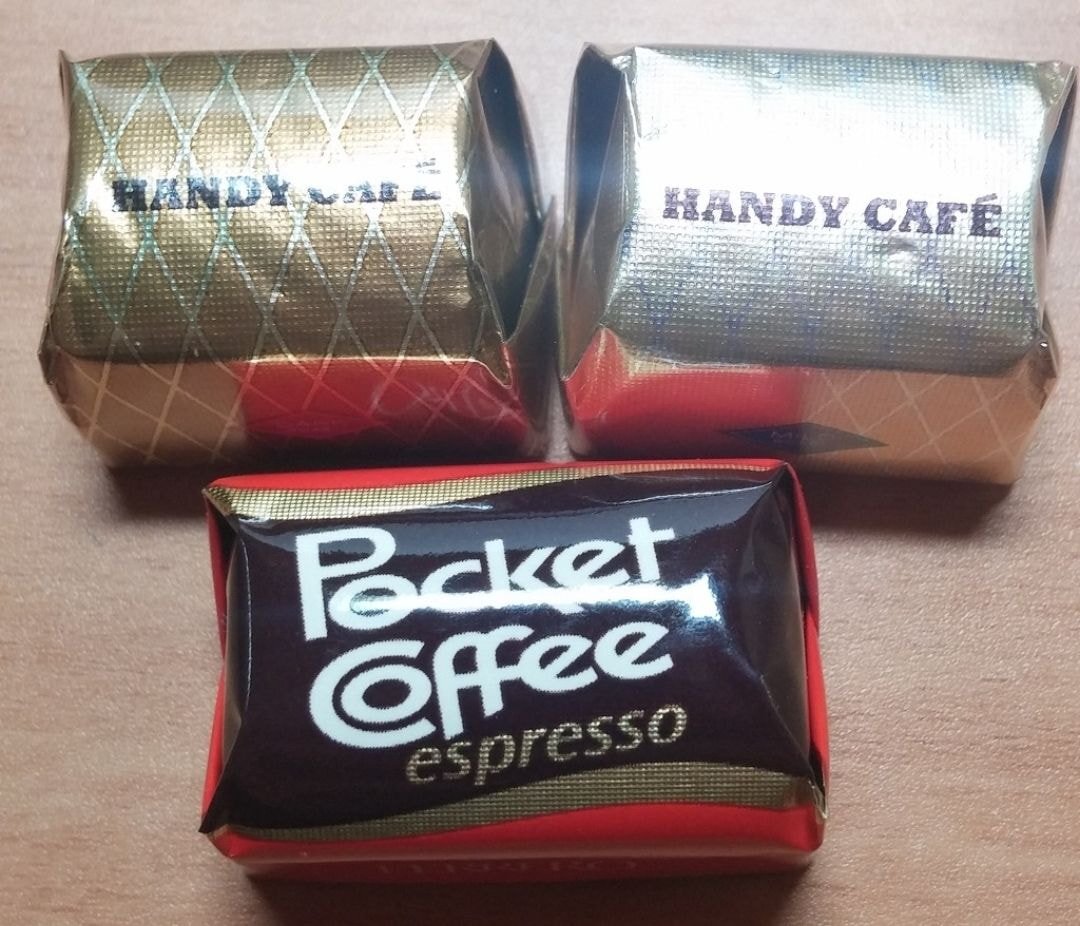 HANDY CAFÉ
HANDY CAFÉ
Pocket
Coffee
espresso